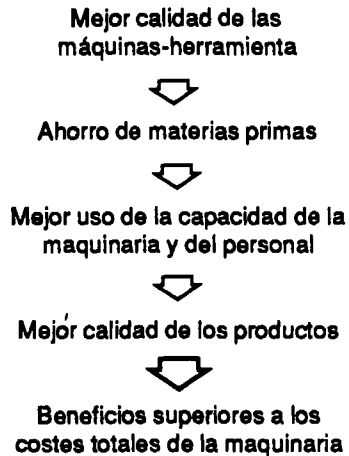 Mejor calidad de las
máquinas-herramienta
Ahorro de materias primas
Mejor uso de la capacidad de la
maquinaria y del personal
Mejor calidad de los productos
Beneficios superiores a los
costes totales de la maquinaria